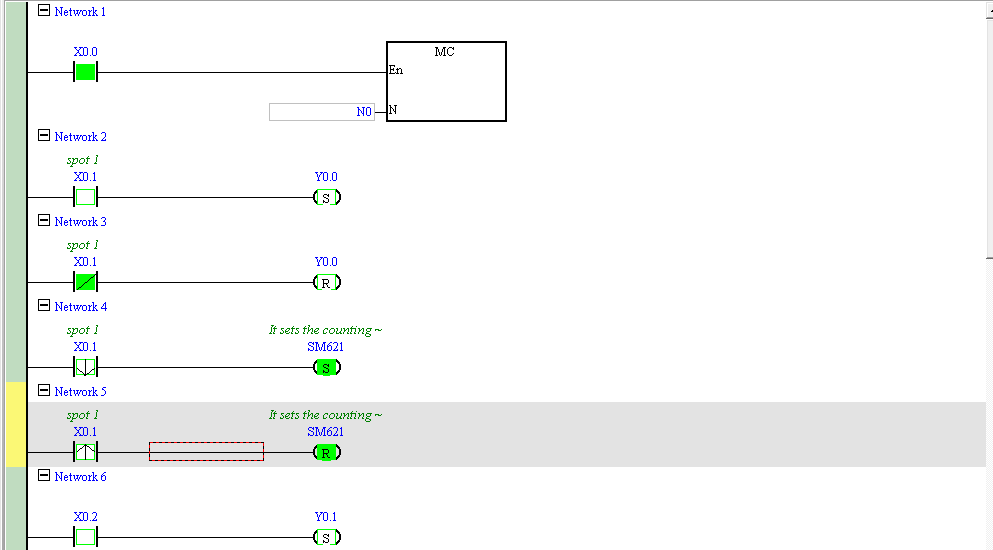 Network 1
X0.0
MC
En
N0 N
Network 2
spot 1
X0.1 Y0.0
S
Network 3
spot 1
X0.1 Y0.0
R
Network 4
spot 1 It sets the counting ~
X0.1 SM621
S
Network 5
spot 1 It sets the counting ~
X0.1 SM621
R
Network 6
X0.2 Y0.1
S